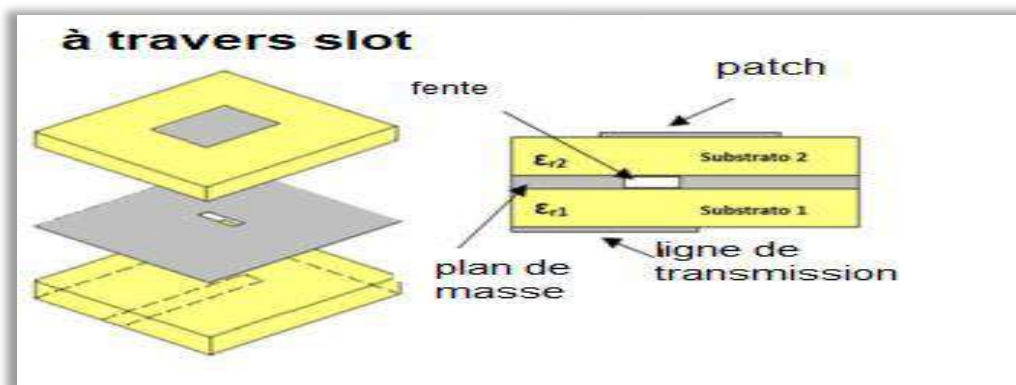 à travers slot
patch
fente
εr2
Substrato 2
εr1
Substrato 1
plan de
masse
ligne de
transmission